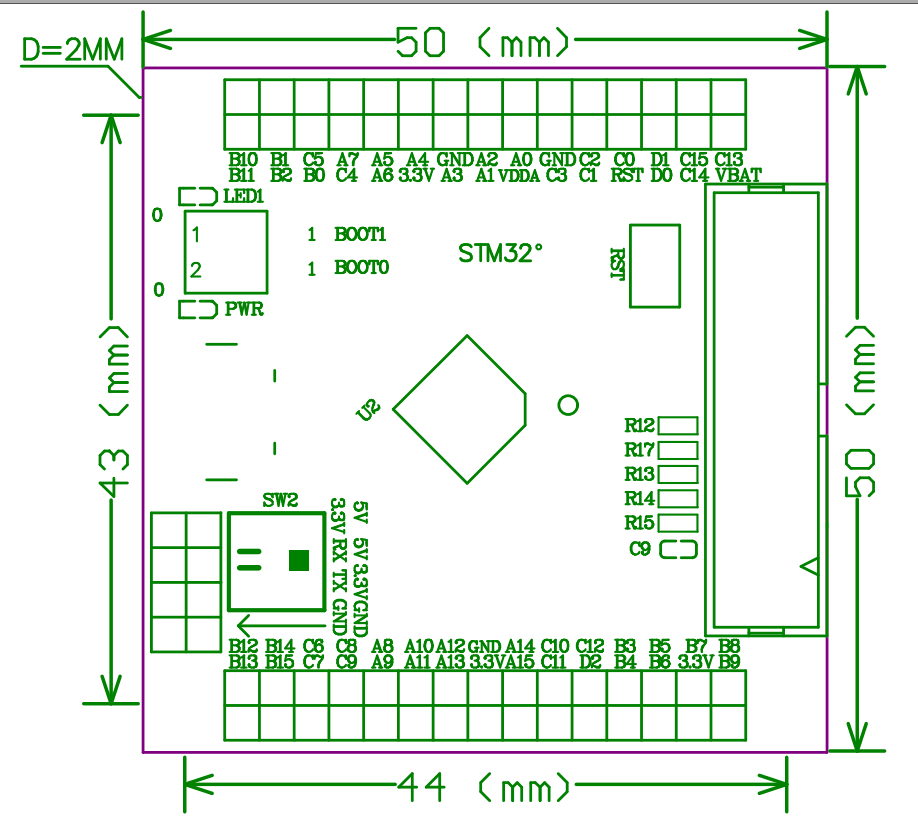 50 (mm)
D=2MM
B10 B1 C5 A7 A5 A4 GND A2 A0 GND C2 C0 D1 C15 C13
B11 B2 B0 C4 A6 3.3V A3 A1 VDDA C3 C1 RST D0 C14 VBAT
LED1
0
1
1 BOOT1
STM32°
RST
2
1 BOOT0
0
PWR
43 (mm)
50 (mm)
U2
R12
R17
R13
R14
R15
C9
SW2
5V 5V 3.3V GND
3.3V RX TX GND
B12 B14 C6 C8 A8 A10 A12 GND A14 C10 C12 B3 B5 B7 B8
B13 B15 C7 C9 A9 A11 A13 3.3V A15 C11 D2 B4 B6 3.3V B9
44 (mm)